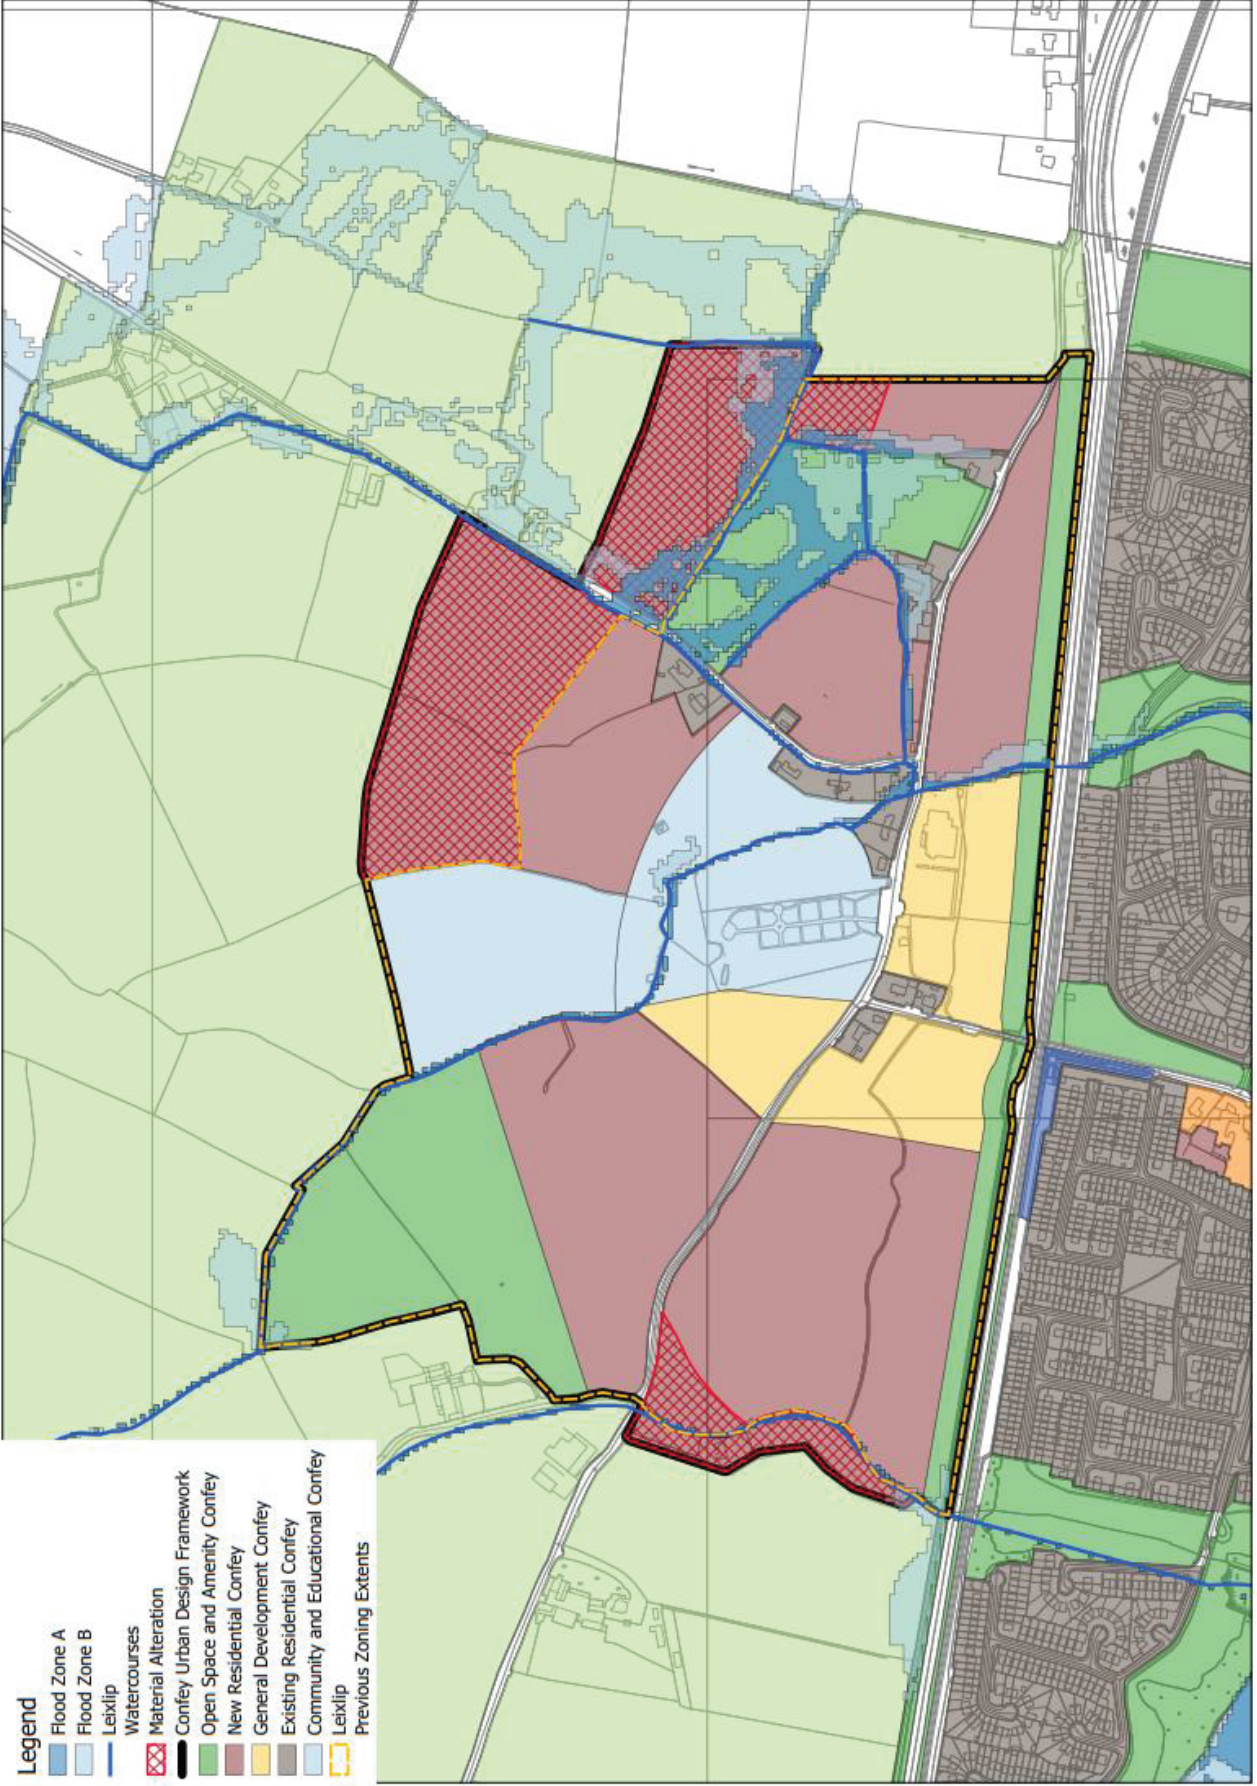 Legend
Flood Zone A
Flood Zone B
Leixlip
Watercourses
Material Alteration
Confey Urban Design Framework
Open Space and Amenity Confey
New Residential Confey
General Development Confey
Existing Residential Confey
Community and Educational Confey
Leixlip
Previous Zoning Extents